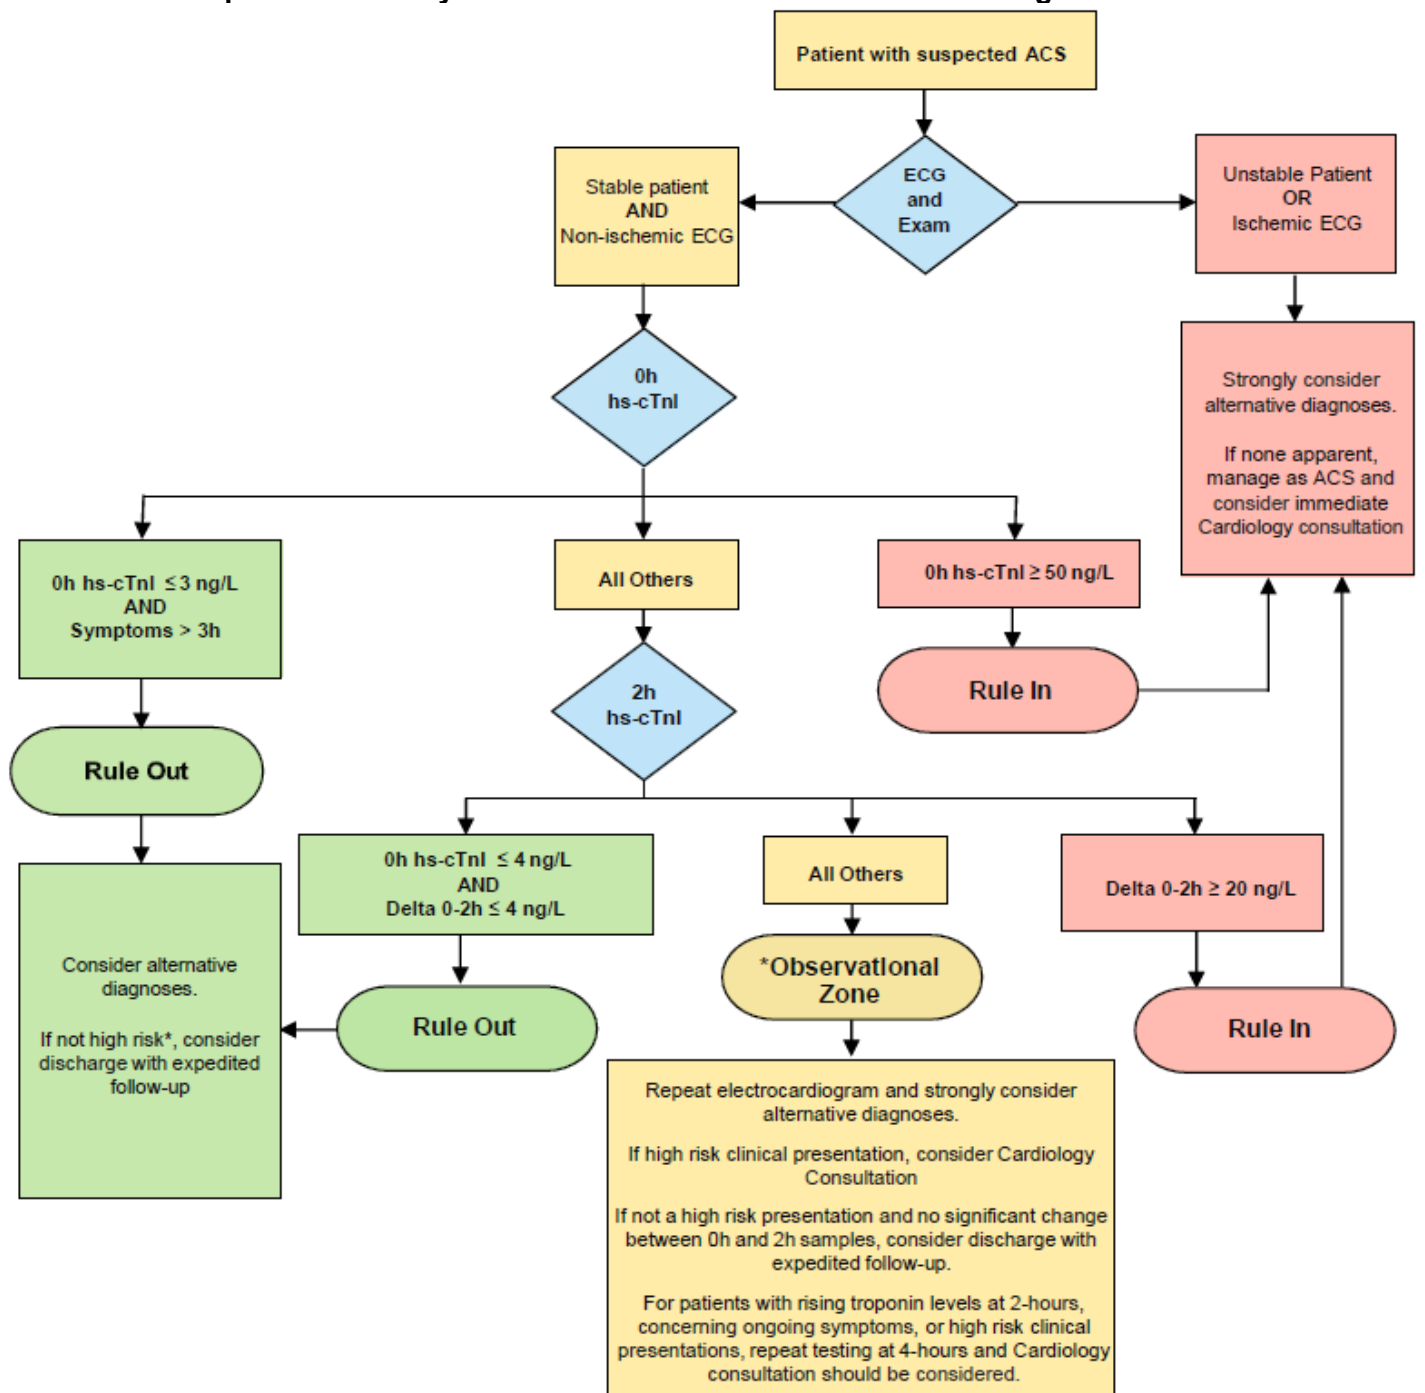 Patient with suspected ACS
ECG
and
Exam
Stable patient
AND
Non-ischemic ECG
Unstable Patient
OR
Ischemic ECG
0h
hs-cTnI
Strongly consider
alternative diagnoses.
If none apparent,
manage as ACS and
consider immediate
Cardiology consultation
0h hs-cTnI ≤ 3 ng/L
AND
Symptoms > 3h
All Others
0h hs-cTnI ≥ 50 ng/L
Rule In
2h
hs-cTnI
Rule Out
0h hs-cTnI ≤ 4 ng/L
AND
Delta 0-2h ≤ 4 ng/L
All Others
Delta 0-2h ≥ 20 ng/L
Consider alternative
diagnoses.
If not high risk*, consider
discharge with expedited
follow-up
Rule Out
*Observational
Zone
Rule In
Repeat electrocardiogram and strongly consider
alternative diagnoses.
If high risk clinical presentation, consider Cardiology
Consultation
If not a high risk presentation and no significant change
between 0h and 2h samples, consider discharge with
expedited follow-up.
For patients with rising troponin levels at 2-hours,
concerning ongoing symptoms, or high risk clinical
presentations, repeat testing at 4-hours and Cardiology
consultation should be considered.